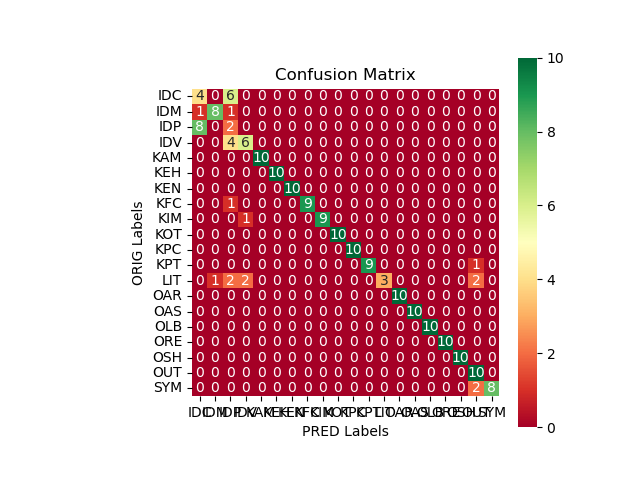 Confusion Matrix
ORIG Labels
IDC 4 0 6 0 0 0 0 0 0 0 0 0 0 0 0 0 0 0 0 0
IDM 1 8 1 0 0 0 0 0 0 0 0 0 0 0 0 0 0 0 0 0
IDP 8 0 2 0 0 0 0 0 0 0 0 0 0 0 0 0 0 0 0 0
IDV 0 0 4 6 0 0 0 0 0 0 0 0 0 0 0 0 0 0 0 0
KAM 0 0 0 0 10 0 0 0 0 0 0 0 0 0 0 0 0 0 0 0
KEH 0 0 0 0 0 10 0 0 0 0 0 0 0 0 0 0 0 0 0 0
KEN 0 0 0 0 0 0 10 0 0 0 0 0 0 0 0 0 0 0 0 0
KFC 0 0 1 0 0 0 0 9 0 0 0 0 0 0 0 0 0 0 0 0
KIM 0 0 0 1 0 0 0 0 9 0 0 0 0 0 0 0 0 0 0 0
KOT 0 0 0 0 0 0 0 0 0 10 0 0 0 0 0 0 0 0 0 0
KPC 0 0 0 0 0 0 0 0 0 0 10 0 0 0 0 0 0 0 0 0
KPT 0 0 0 0 0 0 0 0 0 0 0 9 0 0 0 0 0 0 1 0
LIT 0 1 2 2 0 0 0 0 0 0 0 0 3 0 0 0 0 0 2 0
OAR 0 0 0 0 0 0 0 0 0 0 0 0 0 10 0 0 0 0 0 0
OAS 0 0 0 0 0 0 0 0 0 0 0 0 0 0 10 0 0 0 0 0
OLB 0 0 0 0 0 0 0 0 0 0 0 0 0 0 0 10 0 0 0 0
ORE 0 0 0 0 0 0 0 0 0 0 0 0 0 0 0 0 10 0 0 0
OSH 0 0 0 0 0 0 0 0 0 0 0 0 0 0 0 0 0 10 0 0
OUT 0 0 0 0 0 0 0 0 0 0 0 0 0 0 0 0 0 0 10 0
SYM 0 0 0 0 0 0 0 0 0 0 0 0 0 0 0 0 0 0 2 8
IDC IDM IDP IDV KAM KEH KEN KFC KIM KOT KPC KPT LIT OAR OAS OLB ORE OSH OUT SYM
PRED Labels
10
8
6
4
2
0